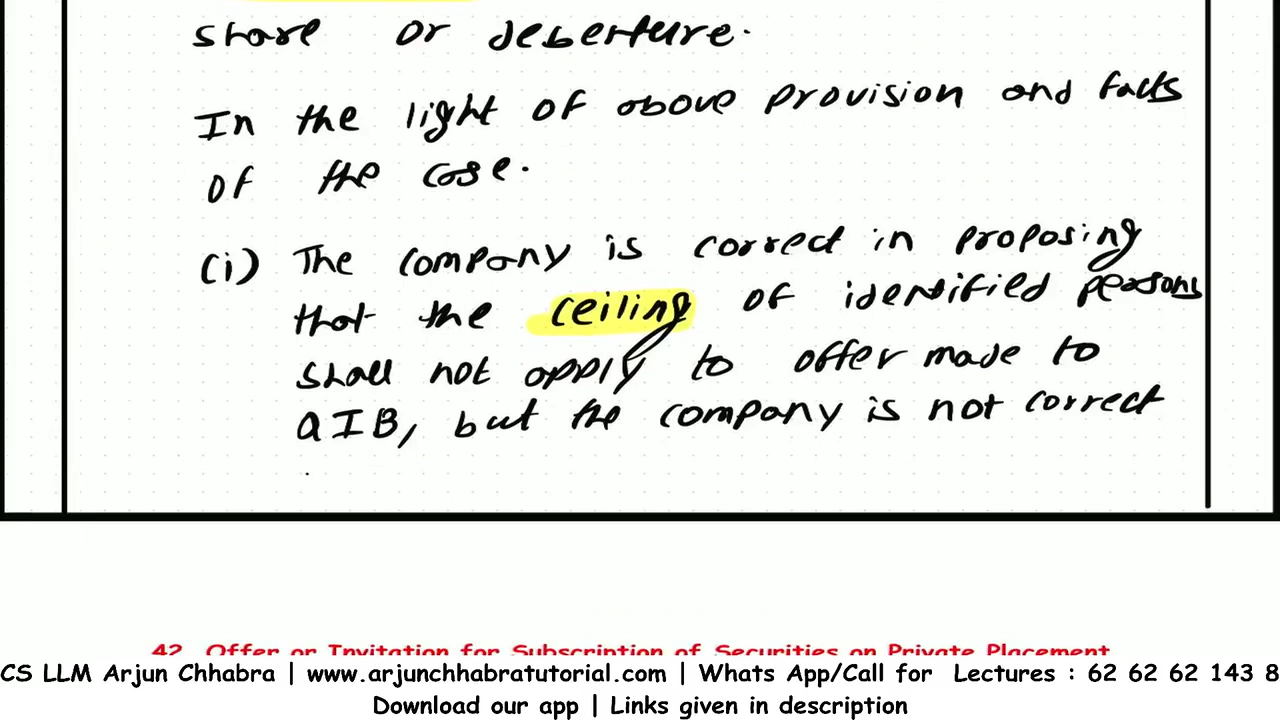 share or debenture.
In the light of above provision and facts
of the case.
(i) The company is correct in proposing
that the ceiling of identified persons
shall not apply to offer made to
QIB, but the company is not correct
42 Offer or Invitation for Subscription of Securities on Private Placement
CS LLM Arjun Chhabra | www.arjunchhabratutorial.com | Whats App/Call for Lectures : 62 62 62 143 8
Download our app | Links given in description